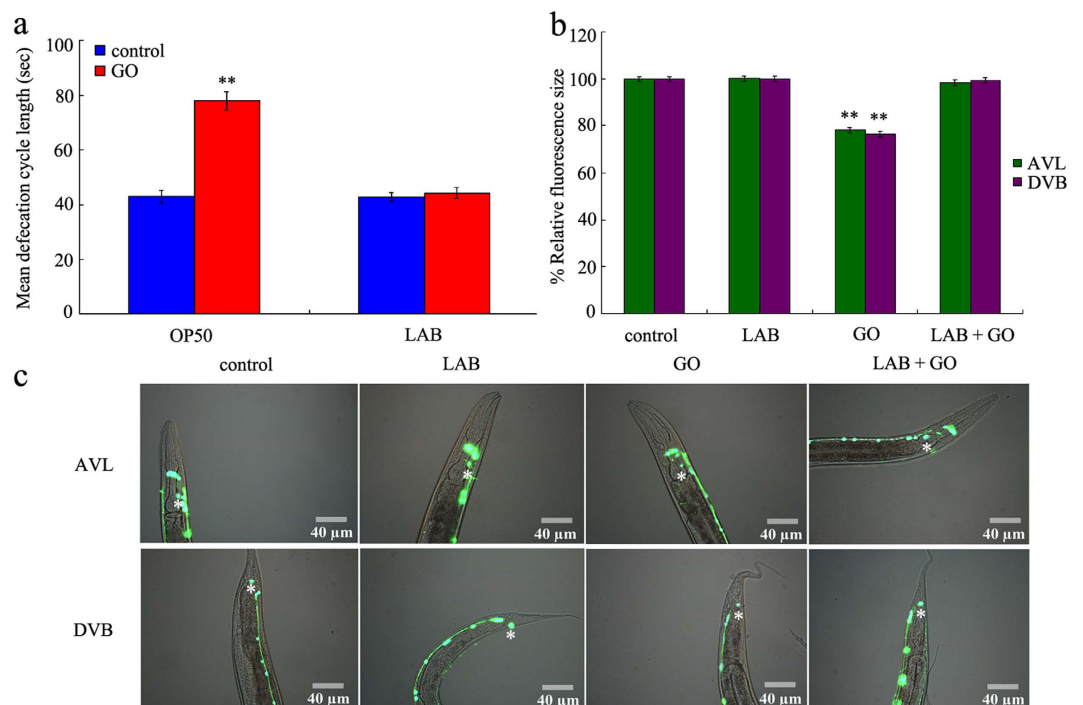 a
Mean defecation cycle length (sec)
100
80
60
40
20
0
control
GO
**
OP50
LAB
b
% Relative fluorescence size
120
100
80
60
40
20
0
** **
AVL
DVB
control LAB GO LAB + GO
c
control LAB GO LAB + GO
AVL
* * * *
40 µm 40 µm 40 µm 40 µm
DVB
* * * *
40 µm 40 µm 40 µm 40 µm